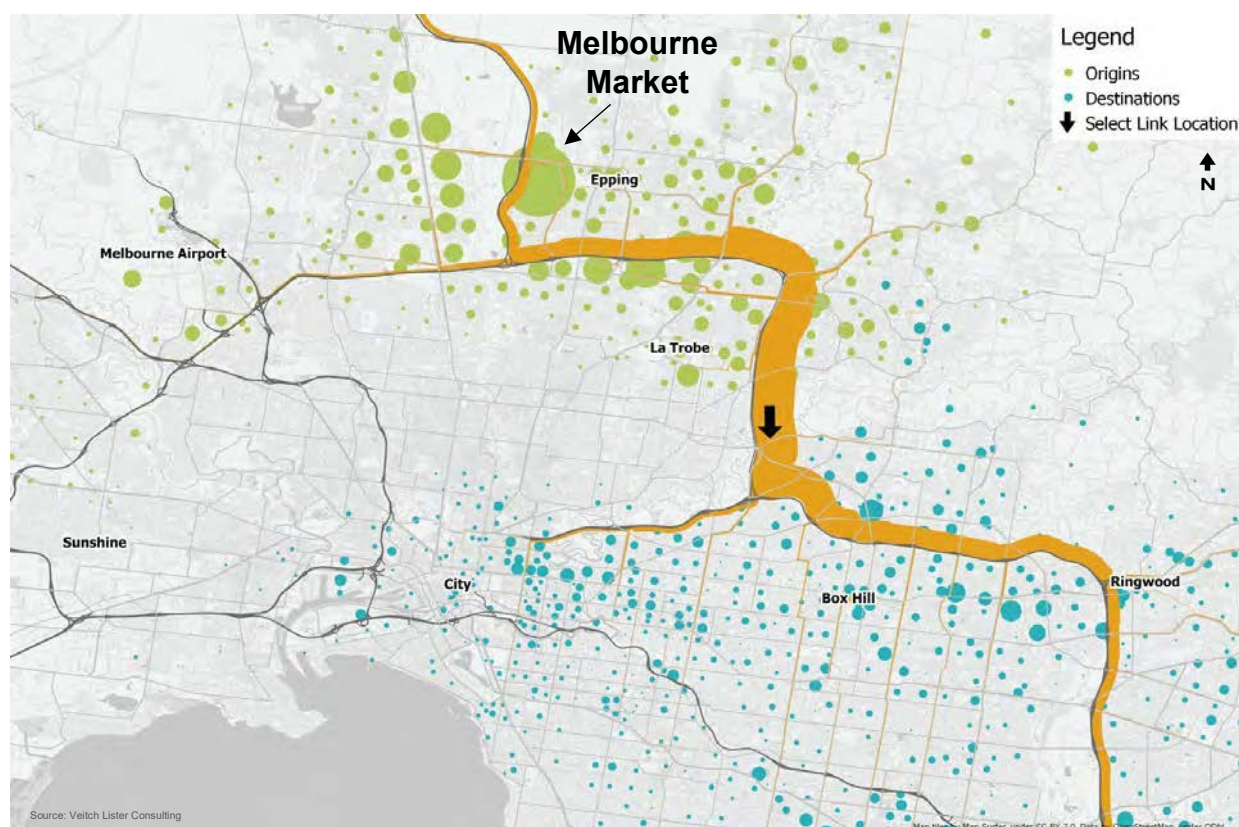 Melbourne
Market
Legend
Origins
Destinations
Select Link Location
N
Epping
Melbourne Airport
La Trobe
Sunshine
City
Box Hill
Ringwood
Source: Veitch Lister Consulting